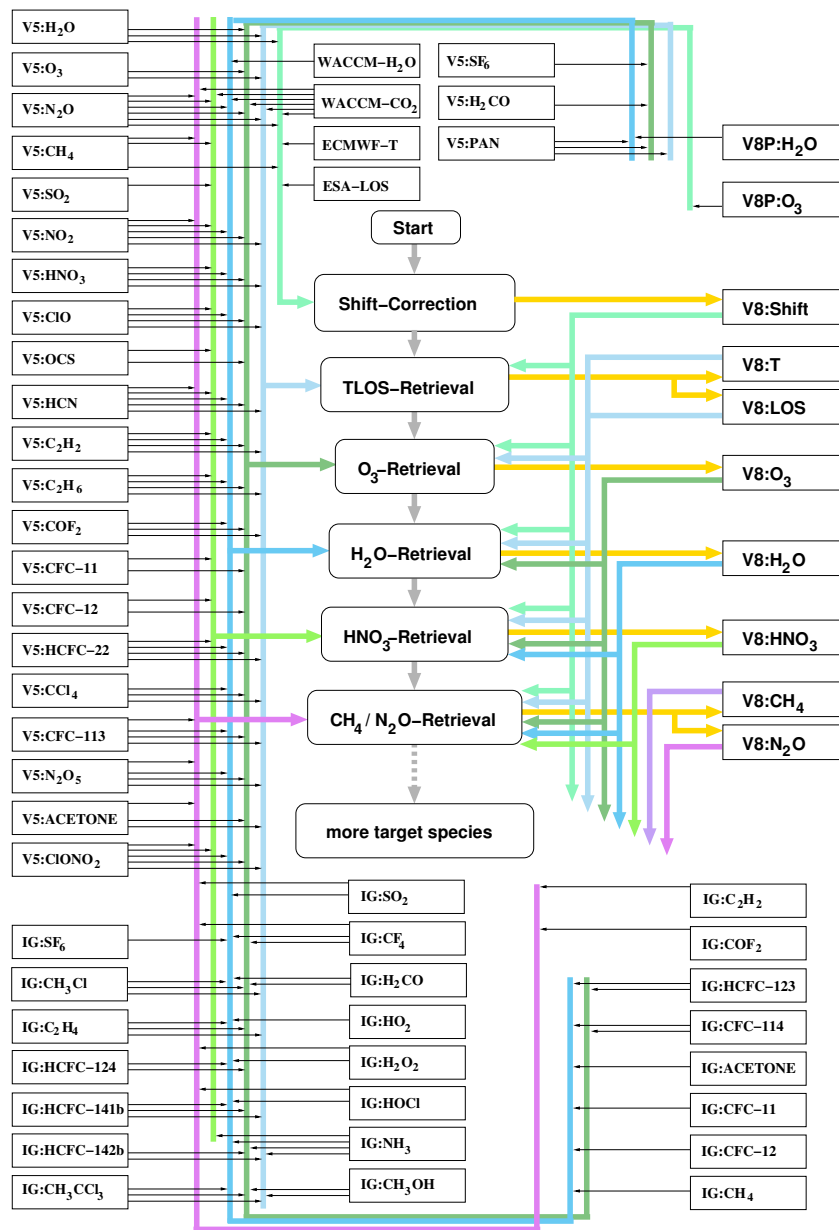 V5:H2O
V5:O3
V5:N2O
V5:CH4
V5:SO2
V5:NO2
V5:HNO3
V5:ClO
V5:OCS
V5:HCN
V5:C2H2
V5:C2H6
V5:COF2
V5:CFC−11
V5:CFC−12
V5:HCFC−22
V5:CCl4
V5:CFC−113
V5:N2O5
V5:ACETONE
V5:ClONO2
IG:SF6
IG:CH3Cl
IG:C2H4
IG:HCFC−124
IG:HCFC−141b
IG:HCFC−142b
IG:CH3CCl3
WACCM−H2O
WACCM−CO2
ECMWF−T
ESA−LOS
V5:SF6
V5:H2CO
V5:PAN
V8P:H2O
V8P:O3
Start
Shift−Correction
TLOS−Retrieval
O3−Retrieval
H2O−Retrieval
HNO3−Retrieval
CH4 / N2O−Retrieval
more target species
V8:Shift
V8:T
V8:LOS
V8:O3
V8:H2O
V8:HNO3
V8:CH4
V8:N2O
IG:SO2
IG:CF4
IG:H2CO
IG:HO2
IG:H2O2
IG:HOCl
IG:NH3
IG:CH3OH
IG:C2H2
IG:COF2
IG:HCFC−123
IG:CFC−114
IG:ACETONE
IG:CFC−11
IG:CFC−12
IG:CH4